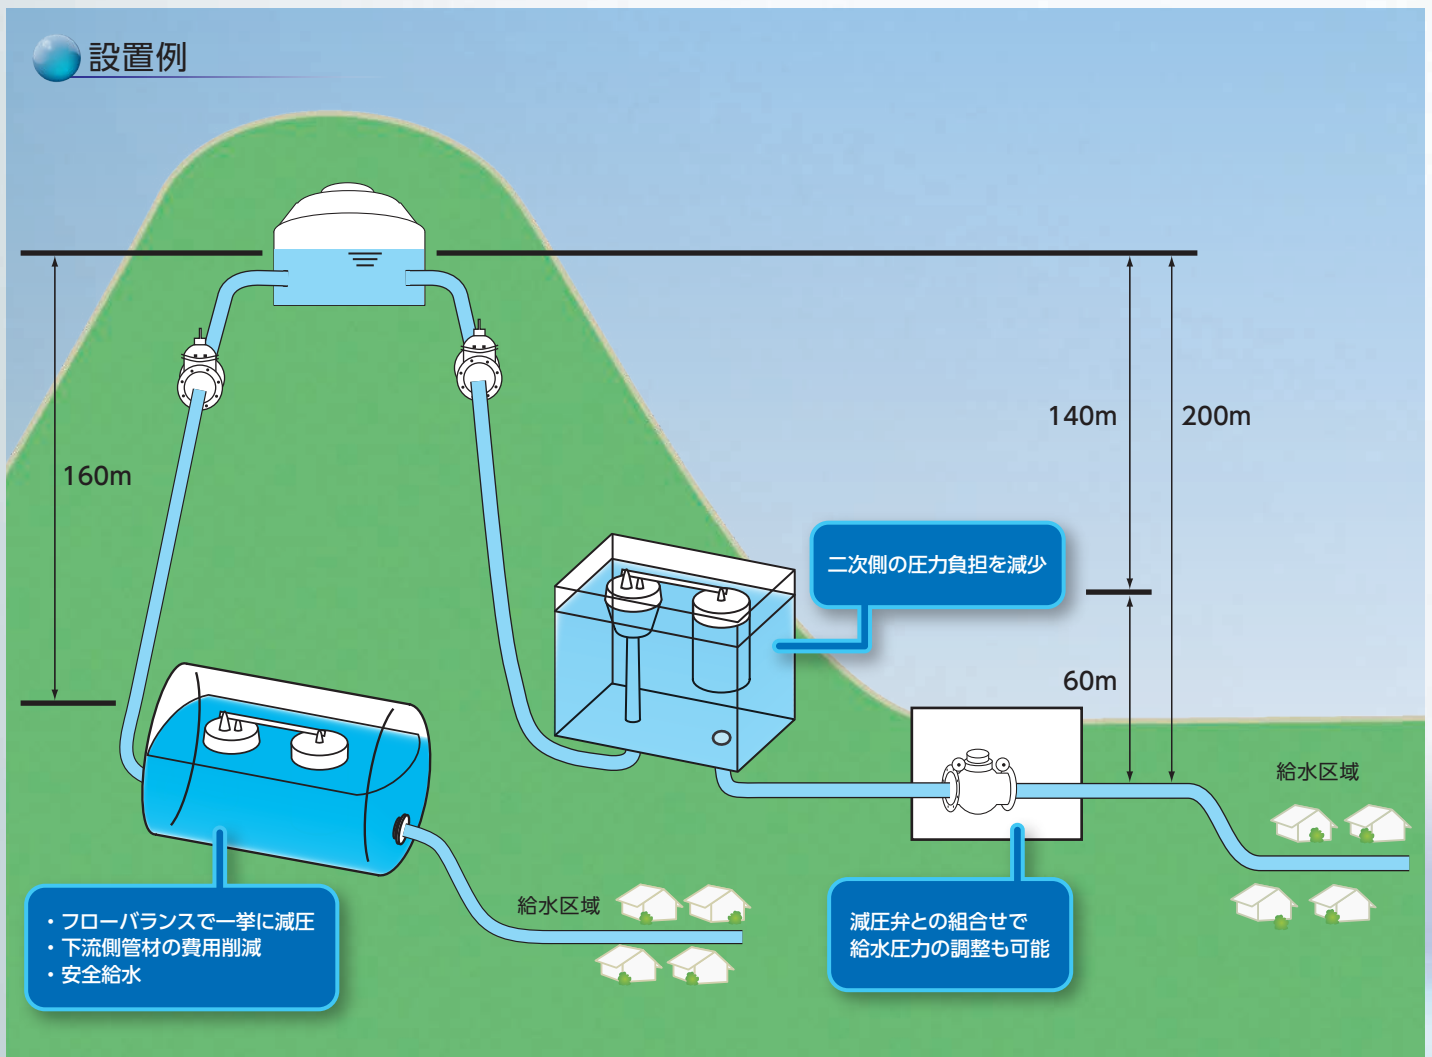 設置例
160m
140m
200m
二次側の圧力負担を減少
60m
給水区域
・フローバランスで一挙に減圧
・下流側管材の費用削減
・安全給水
給水区域
減圧弁との組合せで
給水圧力の調整も可能